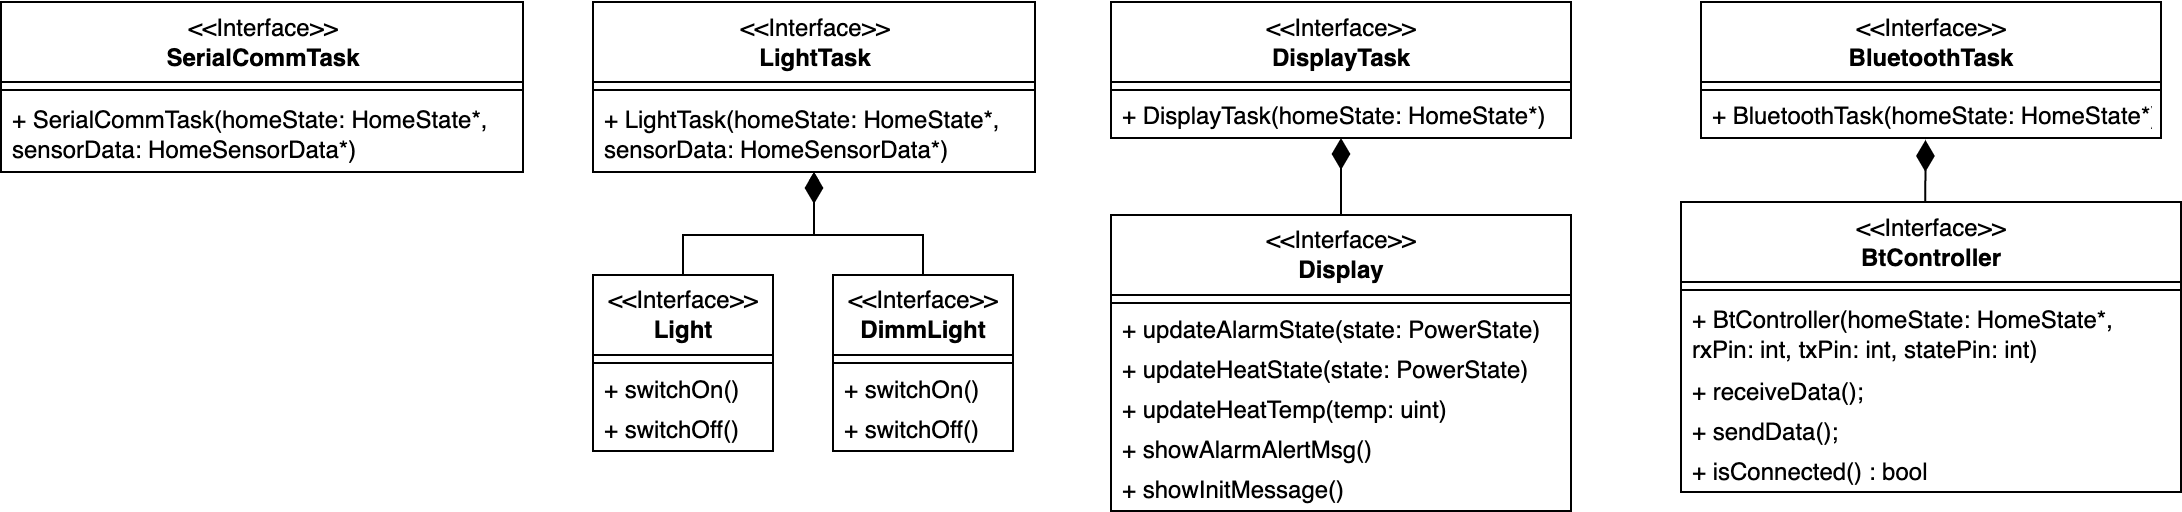 <<Interface>>
SerialCommTask
+ SerialCommTask(homeState: HomeState*,
sensorData: HomeSensorData*)
<<Interface>>
LightTask
+ LightTask(homeState: HomeState*,
sensorData: HomeSensorData*)
<<Interface>>
Light
+ switchOn()
+ switchOff()
<<Interface>>
DimmLight
+ switchOn()
+ switchOff()
<<Interface>>
DisplayTask
+ DisplayTask(homeState: HomeState*)
<<Interface>>
Display
+ updateAlarmState(state: PowerState)
+ updateHeatState(state: PowerState)
+ updateHeatTemp(temp: uint)
+ showAlarmAlertMsg()
+ showInitMessage()
<<Interface>>
BluetoothTask
+ BluetoothTask(homeState: HomeState*
<<Interface>>
BtController
+ BtController(homeState: HomeState*,
rxPin: int, txPin: int, statePin: int)
+ receiveData();
+ sendData();
+ isConnected() : bool